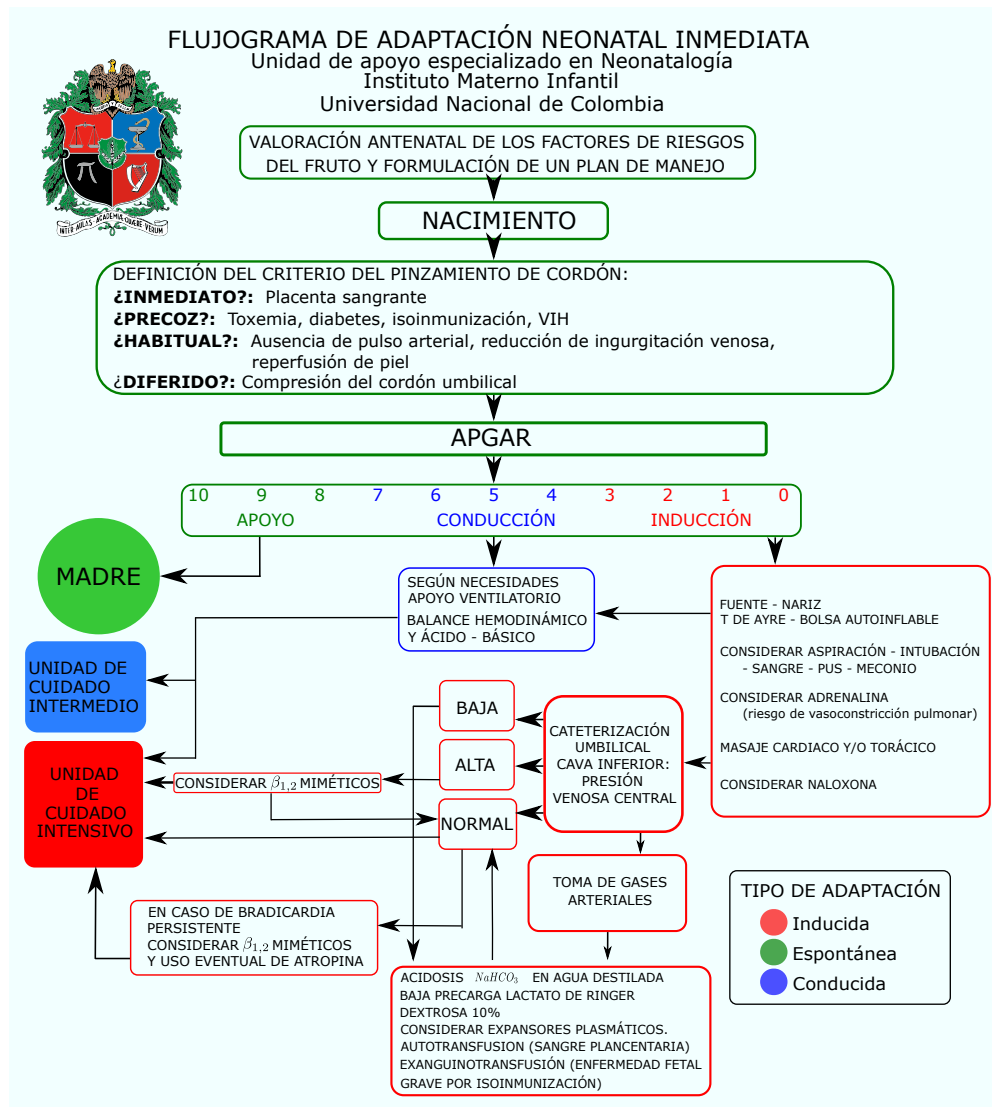 FLUJOGRAMA DE ADAPTACIÓN NEONATAL INMEDIATA
Unidad de apoyo especializado en Neonatalogía
Instituto Materno Infantil
Universidad Nacional de Colombia
INTER AULAS ACADEMIÆ QUÆRE VERUM
VALORACIÓN ANTENATAL DE LOS FACTORES DE RIESGOS
DEL FRUTO Y FORMULACIÓN DE UN PLAN DE MANEJO
NACIMIENTO
DEFINICIÓN DEL CRITERIO DEL PINZAMIENTO DE CORDÓN:
¿INMEDIATO?: Placenta sangrante
¿PRECOZ?: Toxemia, diabetes, isoinmunización, VIH
¿HABITUAL?: Ausencia de pulso arterial, reducción de ingurgitación venosa,
reperfusión de piel
¿DIFERIDO?: Compresión del cordón umbilical
APGAR
10 9 8 7 6 5 4 3 2 1 0
APOYO CONDUCCIÓN INDUCCIÓN
MADRE
SEGÚN NECESIDADES
APOYO VENTILATORIO
BALANCE HEMODINÁMICO
Y ÁCIDO - BÁSICO
FUENTE - NARIZ
T DE AYRE - BOLSA AUTOINFLABLE
CONSIDERAR ASPIRACIÓN - INTUBACIÓN
- SANGRE - PUS - MECONIO
CONSIDERAR ADRENALINA
(riesgo de vasoconstricción pulmonar)
MASAJE CARDIACO Y/O TORÁCICO
CONSIDERAR NALOXONA
UNIDAD DE
CUIDADO
INTERMEDIO
UNIDAD
DE
CUIDADO
INTENSIVO
BAJA
ALTA
NORMAL
CATETERIZACIÓN
UMBILICAL
CAVA INFERIOR:
PRESIÓN
VENOSA CENTRAL
CONSIDERAR β1,2 MIMÉTICOS
TOMA DE GASES
ARTERIALES
EN CASO DE BRADICARDIA
PERSISTENTE
CONSIDERAR β1,2 MIMÉTICOS
Y USO EVENTUAL DE ATROPINA
ACIDOSIS NaHCO3 EN AGUA DESTILADA
BAJA PRECARGA LACTATO DE RINGER
DEXTROSA 10%
CONSIDERAR EXPANSORES PLASMÁTICOS.
AUTOTRANSFUSION (SANGRE PLANCENTARIA)
EXANGUINOTRANSFUSIÓN (ENFERMEDAD FETAL
GRAVE POR ISOINMUNIZACIÓN)
TIPO DE ADAPTACIÓN
Inducida
Espontánea
Conducida